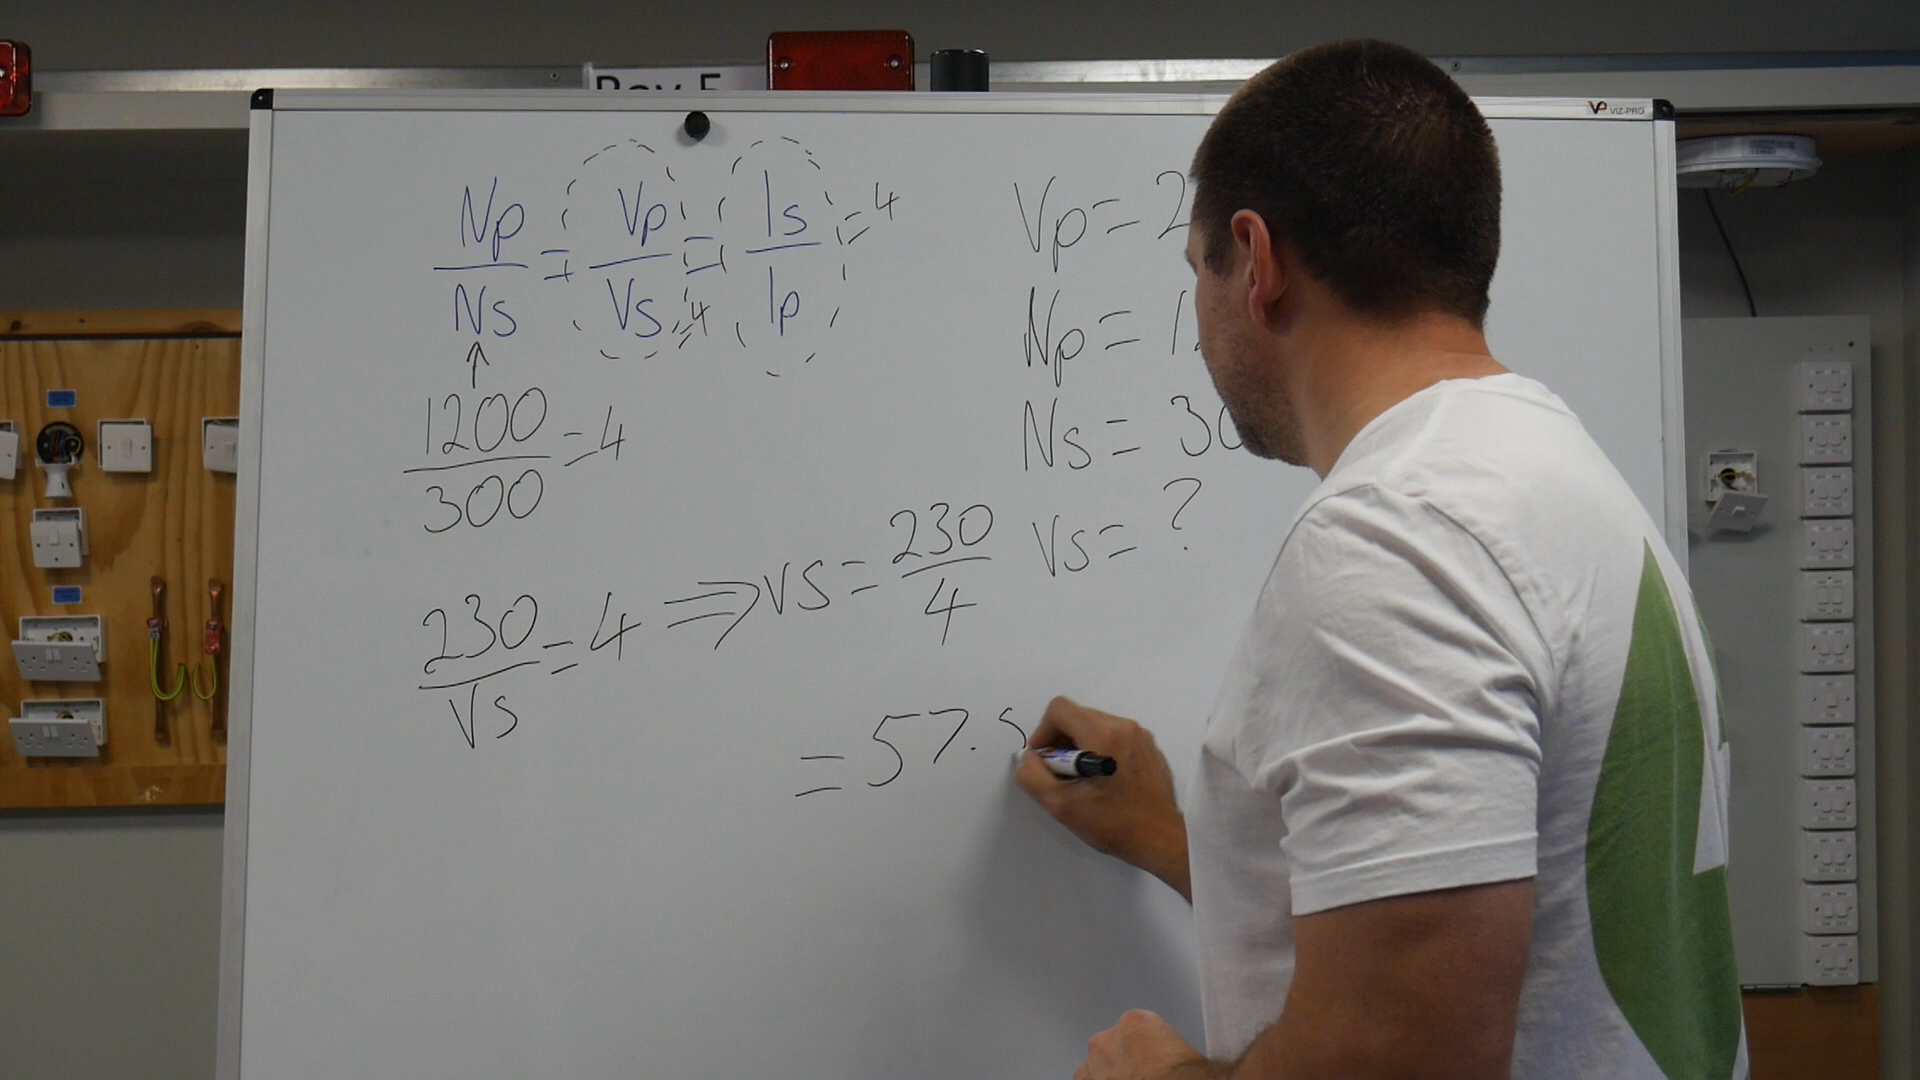 VP VIZ-PRO
Np/Ns = Vp/Vs = Is/Ip = 4
= 4
1200/300 = 4
230/Vs = 4 ⇒ Vs = 230/4
= 57.5
Vp = 2
Np = 1
Ns = 30
Vs = ?